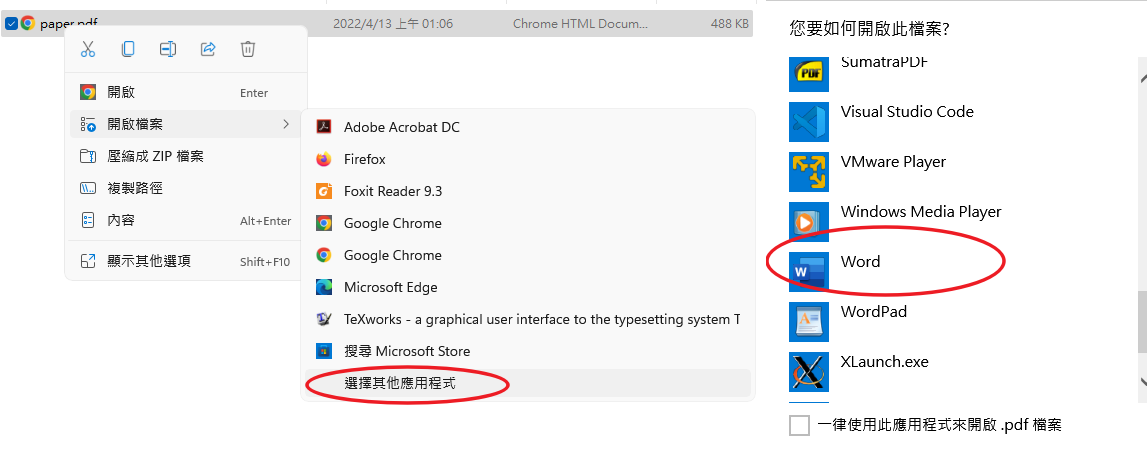 paper.pdf 2022/4/13 上午 01:06 Chrome HTML Docum... 488 KB
開啟 Enter
開啟檔案
壓縮成 ZIP 檔案
複製路徑
內容 Alt+Enter
顯示其他選項 Shift+F10
Adobe Acrobat DC
Firefox
Foxit Reader 9.3
Google Chrome
Google Chrome
Microsoft Edge
TeXworks - a graphical user interface to the typesetting system T
搜尋 Microsoft Store
選擇其他應用程式
您要如何開啟此檔案?
SumatraPDF
Visual Studio Code
VMware Player
Windows Media Player
Word
WordPad
XLaunch.exe
一律使用此應用程式來開啟 .pdf 檔案